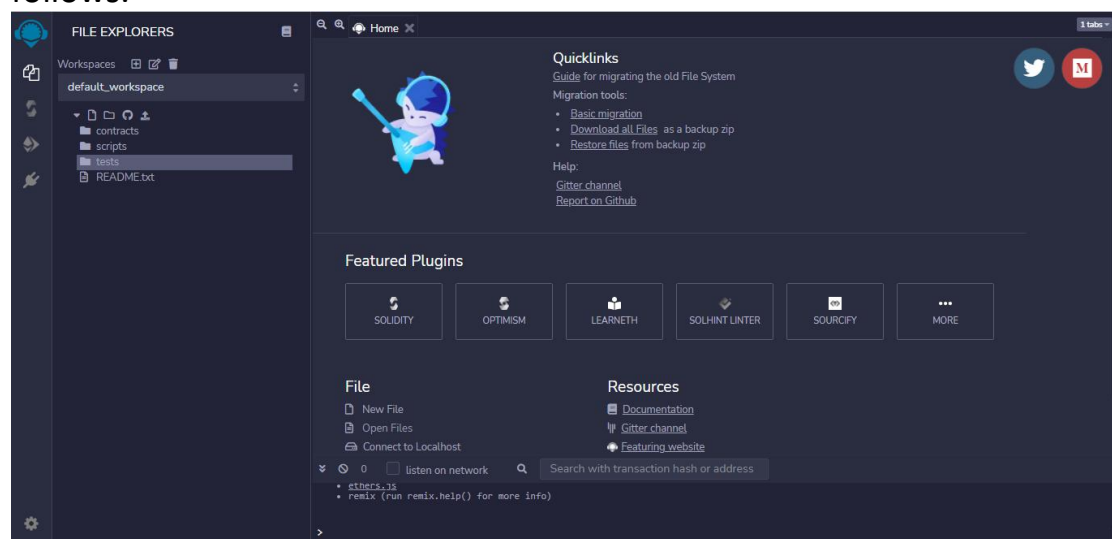 follows:
FILE EXPLORERS
Home
1 tabs
Workspaces
default_workspace
contracts
scripts
tests
README.txt
Quicklinks
Guide for migrating the old File System
Migration tools:
Basic migration
Download all Files as a backup zip
Restore files from backup zip
Help:
Gitter channel
Report on Github
M
Featured Plugins
SOLIDITY
OPTIMISM
LEARNETH
SOLHINT LINTER
SOURCIFY
MORE
File
Resources
New File
Documentation
Open Files
Gitter channel
Connect to Localhost
Featuring website
0
listen on network
Search with transaction hash or address
ethers.js
remix (run remix.help() for more info)
>